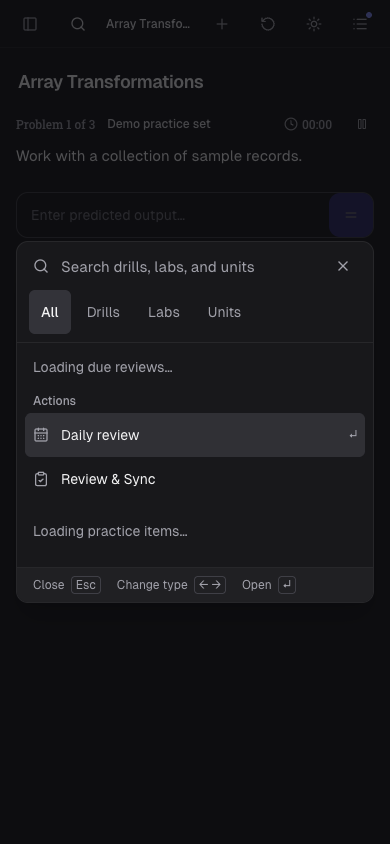 Array Transfo...
Array Transformations
Problem 1 of 3 Demo practice set 00:00
Work with a collection of sample records.
Enter predicted output...
Search drills, labs, and units
All Drills Labs Units
Loading due reviews...
Actions
Daily review
Review & Sync
Loading practice items...
Close Esc Change type ← → Open ↵